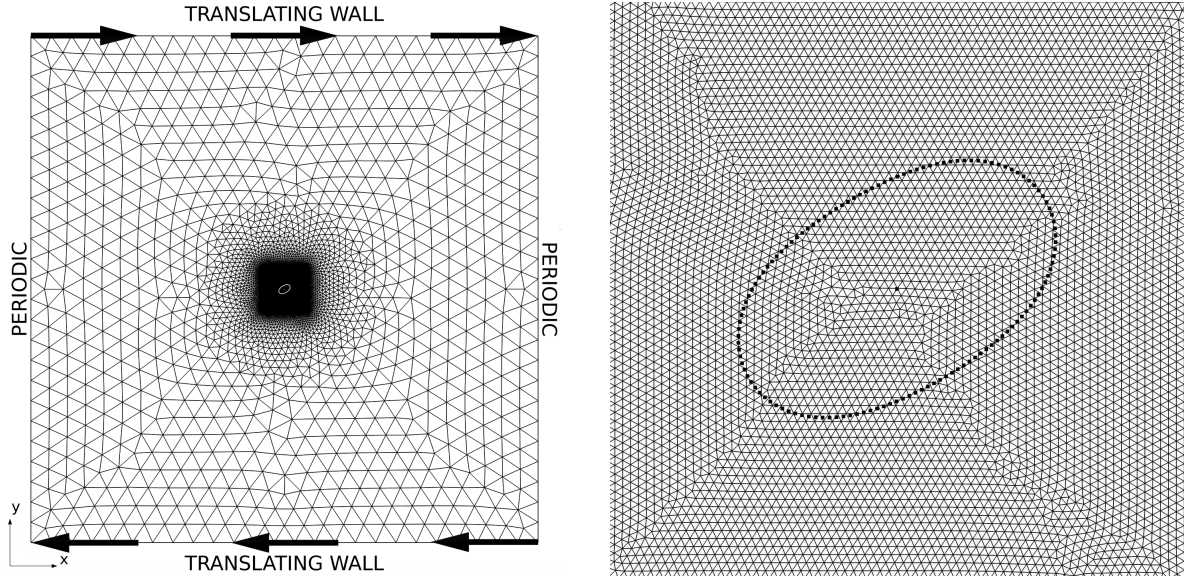 TRANSLATING WALL
PERIODIC
PERIODIC
y
x
TRANSLATING WALL